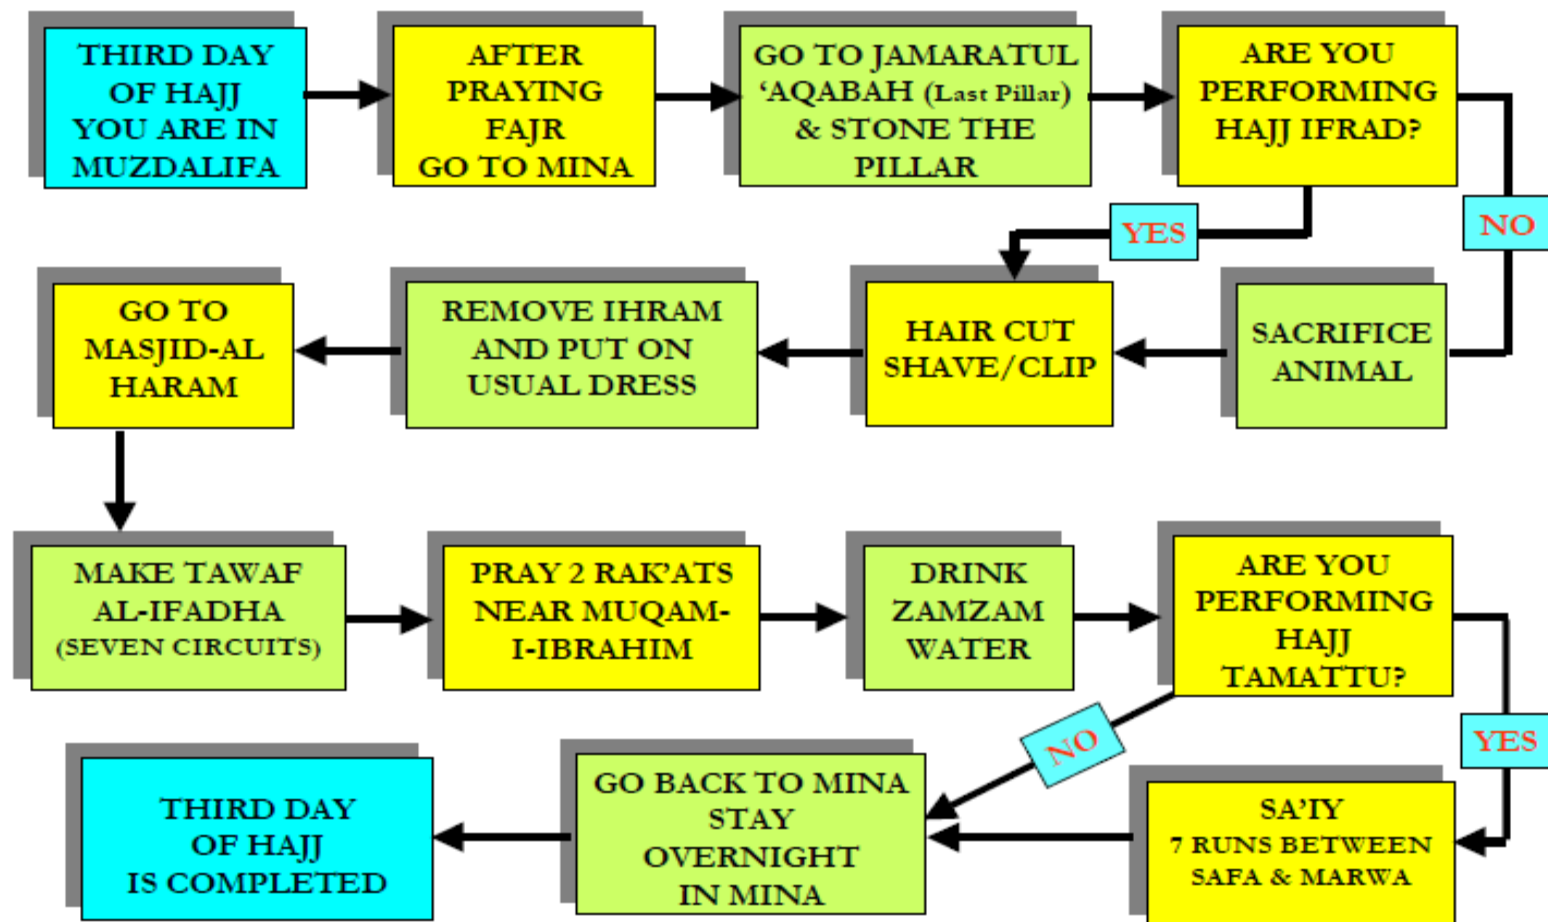 THIRD DAY
OF HAJJ
YOU ARE IN
MUZDALIFA
AFTER
PRAYING
FAJR
GO TO MINA
GO TO JAMARATUL
‘AQABAH (Last Pillar)
& STONE THE
PILLAR
ARE YOU
PERFORMING
HAJJ IFRAD?
YES
NO
SACRIFICE
ANIMAL
HAIR CUT
SHAVE/CLIP
REMOVE IHRAM
AND PUT ON
USUAL DRESS
GO TO
MASJID-AL
HARAM
MAKE TAWAF
AL-IFADHA
(SEVEN CIRCUITS)
PRAY 2 RAK’ATS
NEAR MUQAM-
I-IBRAHIM
DRINK
ZAMZAM
WATER
ARE YOU
PERFORMING
HAJJ
TAMATTU?
NO
YES
SA’IY
7 RUNS BETWEEN
SAFA & MARWA
GO BACK TO MINA
STAY
OVERNIGHT
IN MINA
THIRD DAY
OF HAJJ
IS COMPLETED